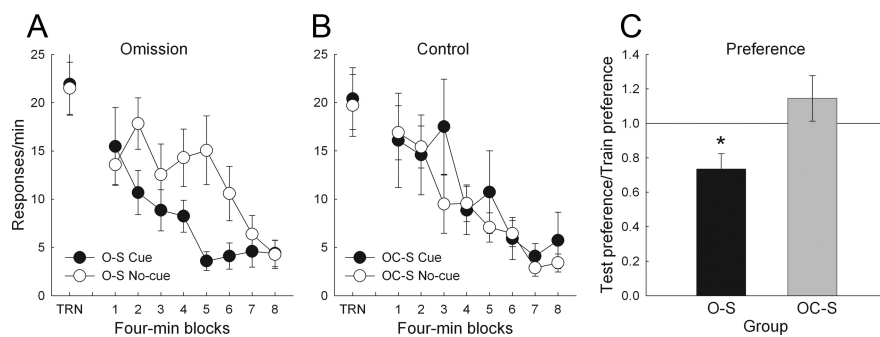 A
Omission
Responses/min
25
20
15
10
5
0
O-S Cue
O-S No-cue
TRN 1 2 3 4 5 6 7 8
Four-min blocks
B
Control
25
20
15
10
5
0
OC-S Cue
OC-S No-cue
TRN 1 2 3 4 5 6 7 8
Four-min blocks
C
Preference
Test preference/Train preference
1.4
1.2
1.0
0.8
0.6
0.4
0.2
0.0
*
O-S OC-S
Group